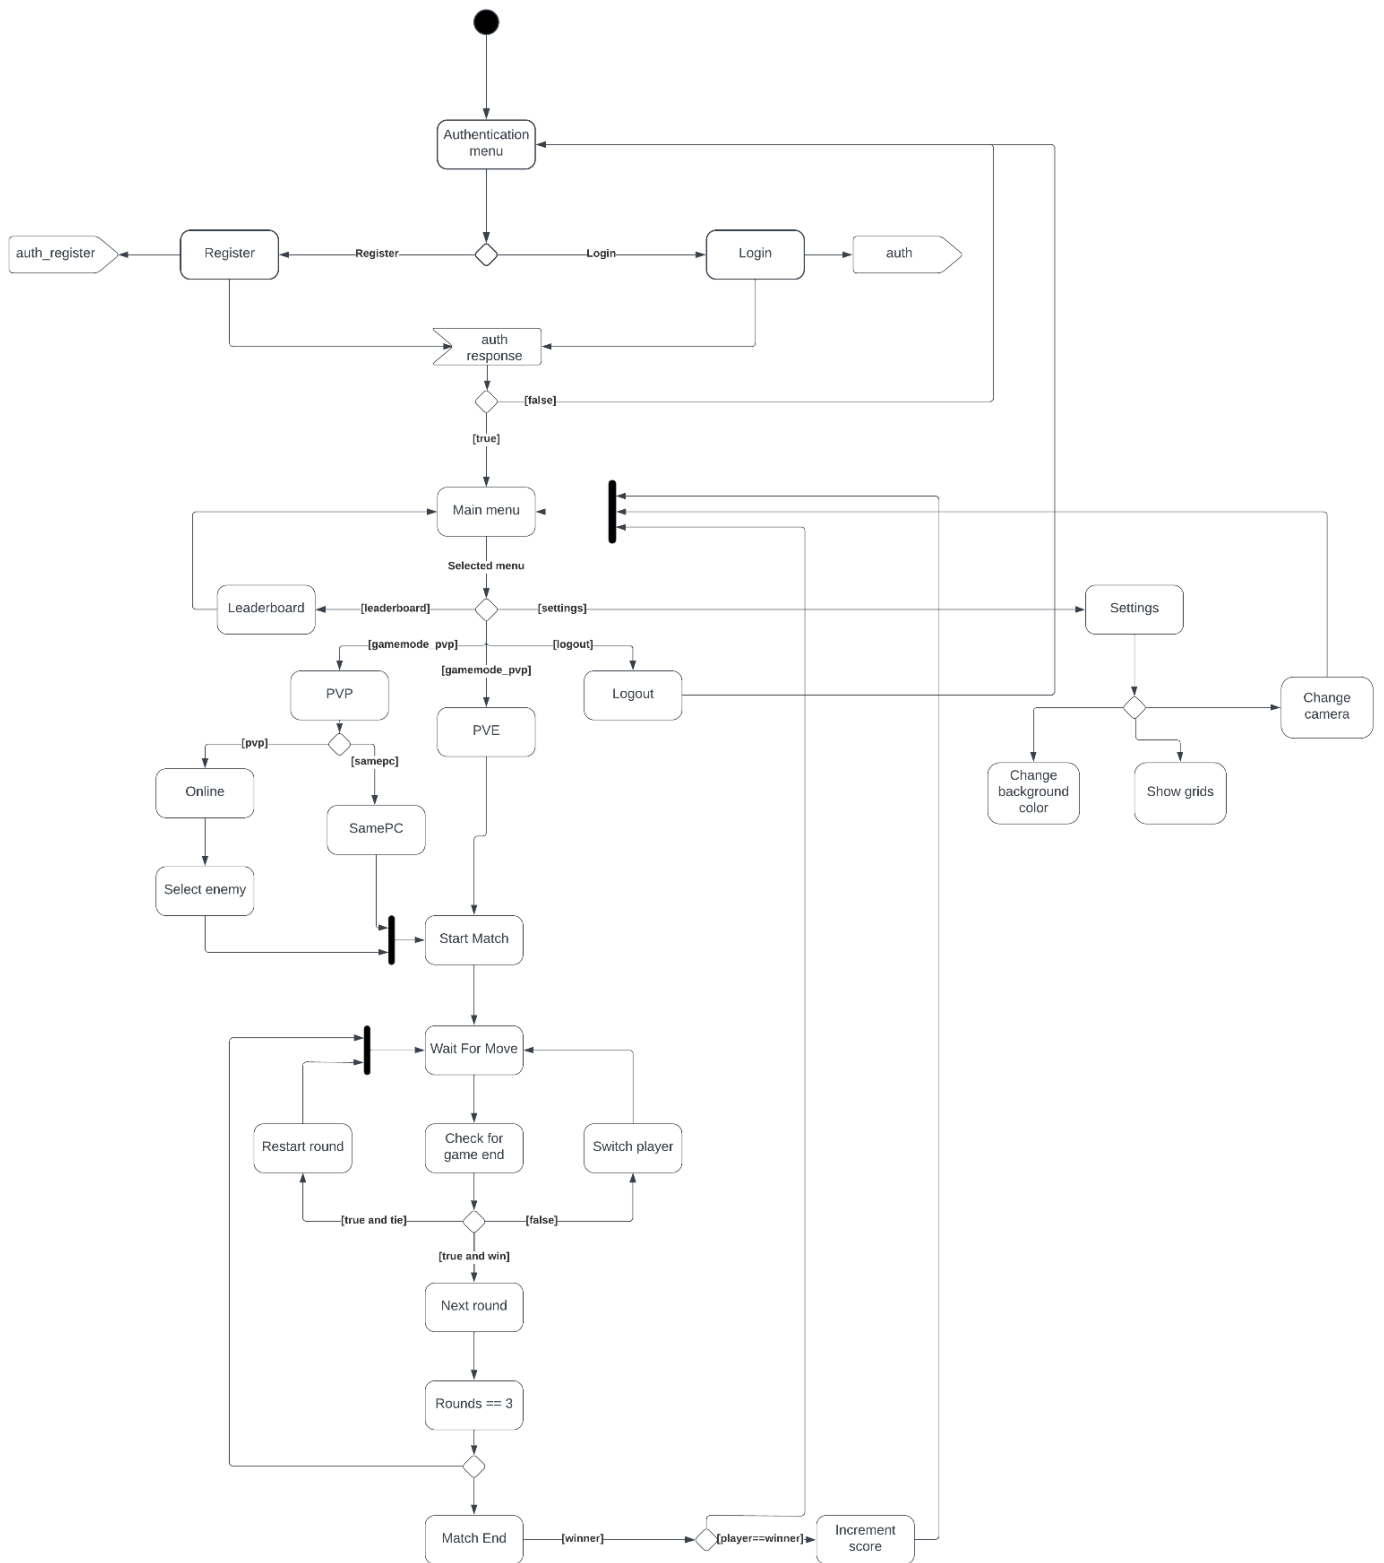 Authentication
menu
auth_register
Register
Register
Login
Login
auth
auth
response
[false]
[true]
Main menu
Selected menu
Leaderboard
[leaderboard]
[settings]
Settings
[gamemode_pvp]
[logout]
[gamemode_pvp]
PVP
Logout
Change
camera
PVE
[pvp]
[samepc]
Online
Change
background
color
Show grids
SamePC
Select enemy
Start Match
Wait For Move
Restart round
Check for
game end
Switch player
[true and tie]
[false]
[true and win]
Next round
Rounds == 3
Match End
[winner]
[player==winner]
Increment
score